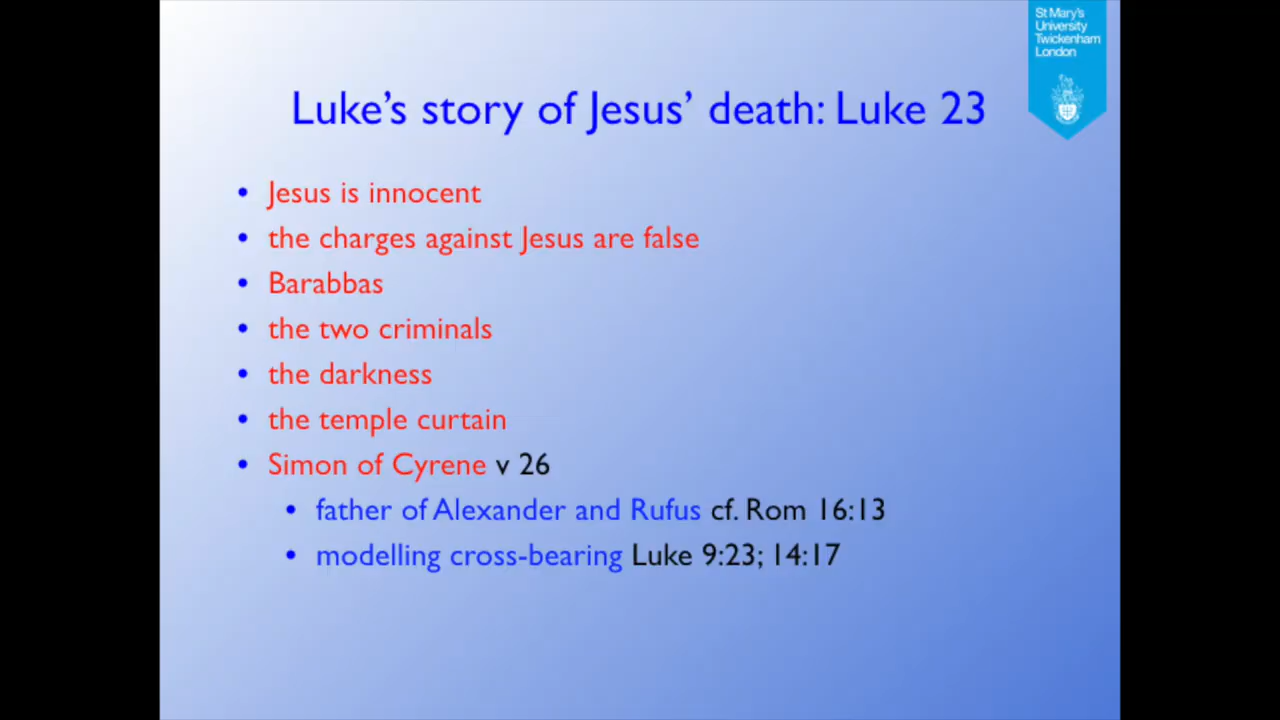 St Mary's
University
Twickenham
London
Luke's story of Jesus' death: Luke 23
• Jesus is innocent
• the charges against Jesus are false
• Barabbas
• the two criminals
• the darkness
• the temple curtain
• Simon of Cyrene v 26
• father of Alexander and Rufus cf. Rom 16:13
• modelling cross-bearing Luke 9:23; 14:17